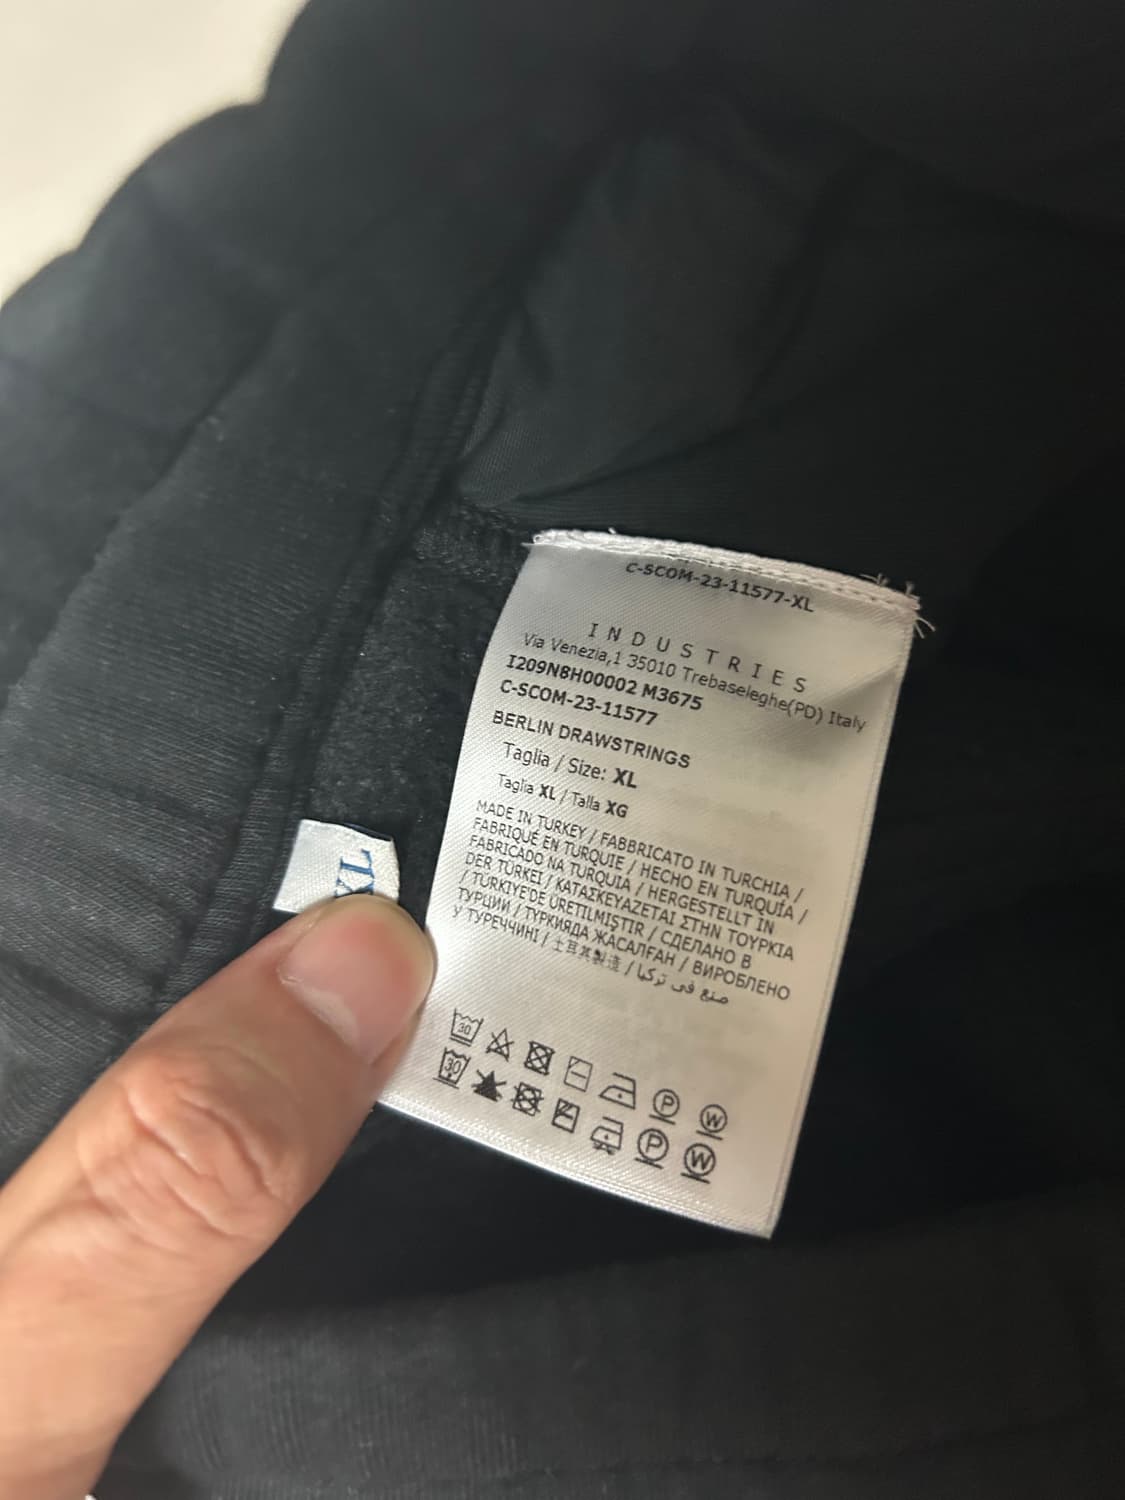 C-SCOM-23-11577-XL
INDUSTRIES
Via Venezia,1 35010 Trebaseleghe(PD) Italy
I209N8H00002 M3675
C-SCOM-23-11577
BERLIN DRAWSTRINGS
Taglia / Size: XL
Taglia XL / Talla XG
MADE IN TURKEY / FABBRICATO IN TURCHIA /
FABRIQUÉ EN TURQUIE / HECHO EN TURQUÍA /
FABRICADO NA TURQUIA / HERGESTELLT IN
DER TÜRKEI / ΚΑΤΑΣΚΕΥΑΖΕΤΑΙ ΣΤΗΝ ΤΟΥΡΚΙΑ
/ TÜRKIYE'DE ÜRETILMIŞTIR / СДЕЛАНО В
ТУРЦИИ / ТҮРКИЯДА ЖАСАЛҒАН / ВИРОБЛЕНО
У ТУРЕЧЧИНІ / 土耳其製造 / صنع في تركيا
30 P W
30 P W
XL